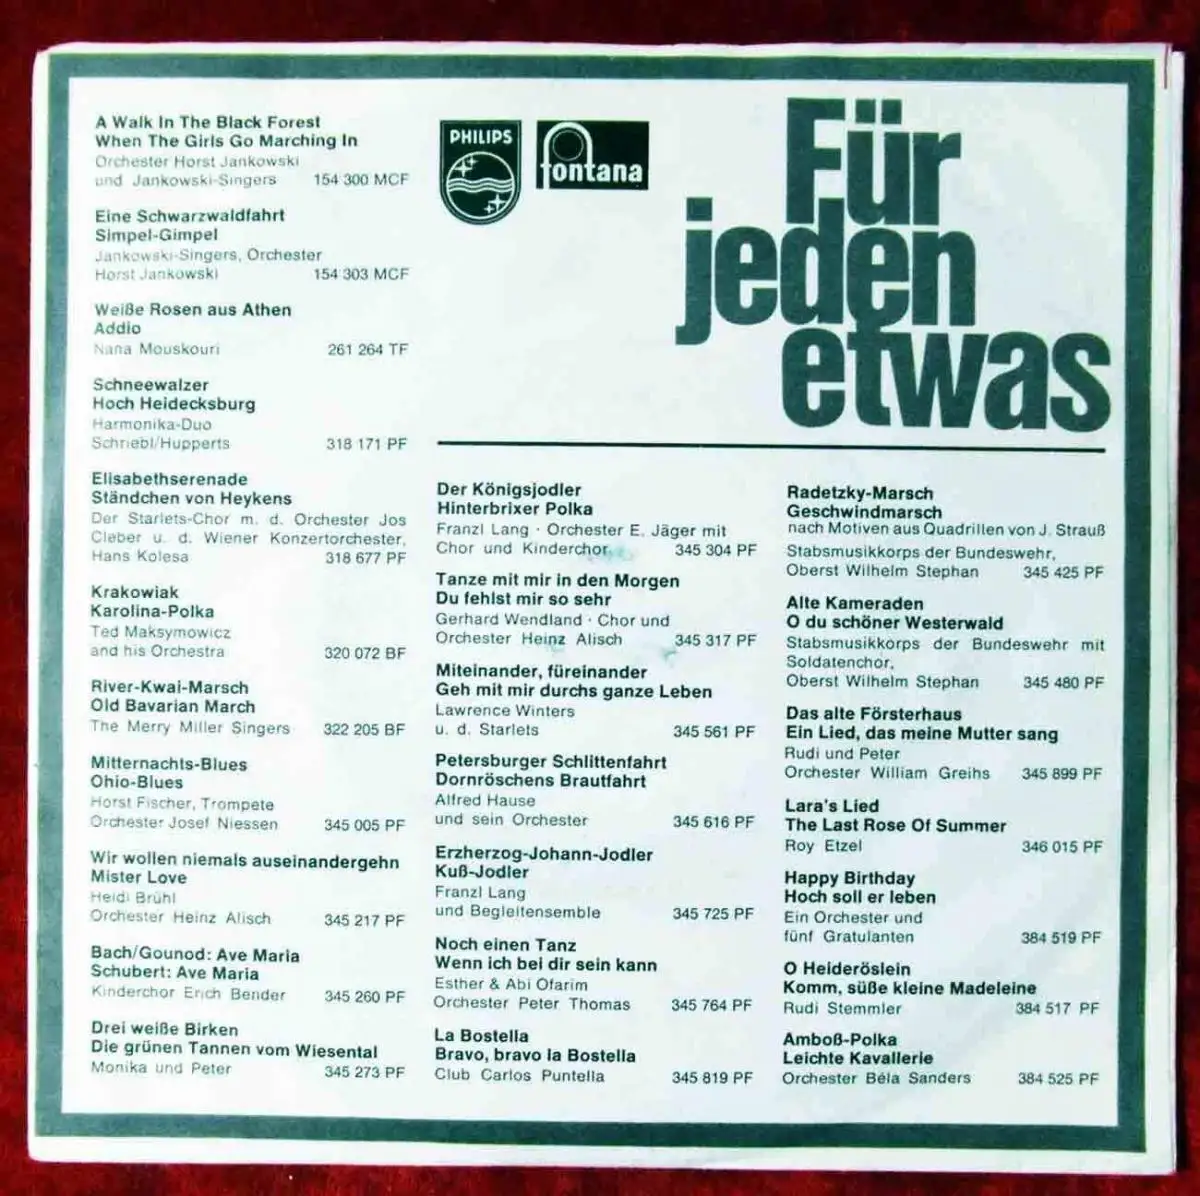 A Walk In The Black Forest
When The Girls Go Marching In
Orchester Horst Jankowski
und Jankowski-Singers 154 300 MCF
Eine Schwarzwaldfahrt
Simpel-Gimpel
Jankowski-Singers, Orchester
Horst Jankowski 154 303 MCF
Weiße Rosen aus Athen
Addio
Nana Mouskouri 261 264 TF
Schneewalzer
Hoch Heidecksburg
Harmonika-Duo
Schriebl/Hupperts 318 171 PF
Elisabethserenade
Ständchen von Heykens
Der Starlets-Chor m. d. Orchester Jos
Cleber u. d. Wiener Konzertorchester,
Hans Kolesa 318 677 PF
Krakowiak
Karolina-Polka
Ted Maksymowicz
and his Orchestra 320 072 BF
River-Kwai-Marsch
Old Bavarian March
The Merry Miller Singers 322 205 BF
Mitternachts-Blues
Ohio-Blues
Horst Fischer, Trompete
Orchester Josef Niessen 345 005 PF
Wir wollen niemals auseinandergehn
Mister Love
Heidi Brühl
Orchester Heinz Alisch 345 217 PF
Bach/Gounod: Ave Maria
Schubert: Ave Maria
Kinderchor Erich Bender 345 260 PF
Drei weiße Birken
Die grünen Tannen vom Wiesental
Monika und Peter 345 273 PF
PHILIPS
fontana
Für
jeden
etwas
Der Königsjodler
Hinterbrixer Polka
Franzl Lang · Orchester E. Jäger mit
Chor und Kinderchor 345 304 PF
Tanze mit mir in den Morgen
Du fehlst mir so sehr
Gerhard Wendland · Chor und
Orchester Heinz Alisch 345 317 PF
Miteinander, füreinander
Geh mit mir durchs ganze Leben
Lawrence Winters
u. d. Starlets 345 561 PF
Petersburger Schlittenfahrt
Dornröschens Brautfahrt
Alfred Hause
und sein Orchester 345 616 PF
Erzherzog-Johann-Jodler
Kuß-Jodler
Franzl Lang
und Begleitensemble 345 725 PF
Noch einen Tanz
Wenn ich bei dir sein kann
Esther & Abi Ofarim
Orchester Peter Thomas 345 764 PF
La Bostella
Bravo, bravo la Bostella
Club Carlos Puntella 345 819 PF
Radetzky-Marsch
Geschwindmarsch
nach Motiven aus Quadrillen von J. Strauß
Stabsmusikkorps der Bundeswehr,
Oberst Wilhelm Stephan 345 425 PF
Alte Kameraden
O du schöner Westerwald
Stabsmusikkorps der Bundeswehr mit
Soldatenchor,
Oberst Wilhelm Stephan 345 480 PF
Das alte Försterhaus
Ein Lied, das meine Mutter sang
Rudi und Peter
Orchester William Greihs 345 899 PF
Lara's Lied
The Last Rose Of Summer
Roy Etzel 346 015 PF
Happy Birthday
Hoch soll er leben
Ein Orchester und
fünf Gratulanten 384 519 PF
O Heideröslein
Komm, süße kleine Madeleine
Rudi Stemmler 384 517 PF
Amboß-Polka
Leichte Kavallerie
Orchester Béla Sanders 384 525 PF